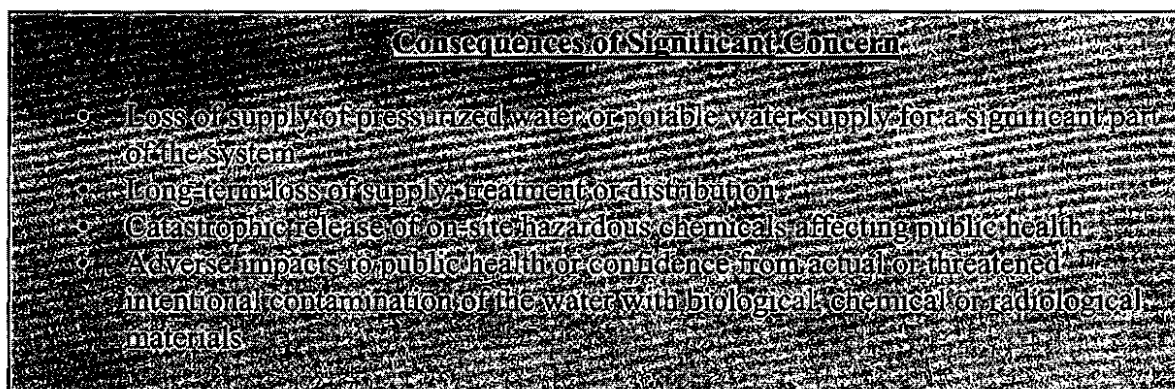 Consequences of Significant Concern
• Loss of supply of pressurized water or potable water supply for a significant part
of the system
• Long-term loss of supply, treatment or distribution
• Catastrophic release of on-site hazardous chemicals affecting public health
• Adverse impacts to public health or confidence from actual or threatened
intentional contamination of the water with biological, chemical or radiological
materials